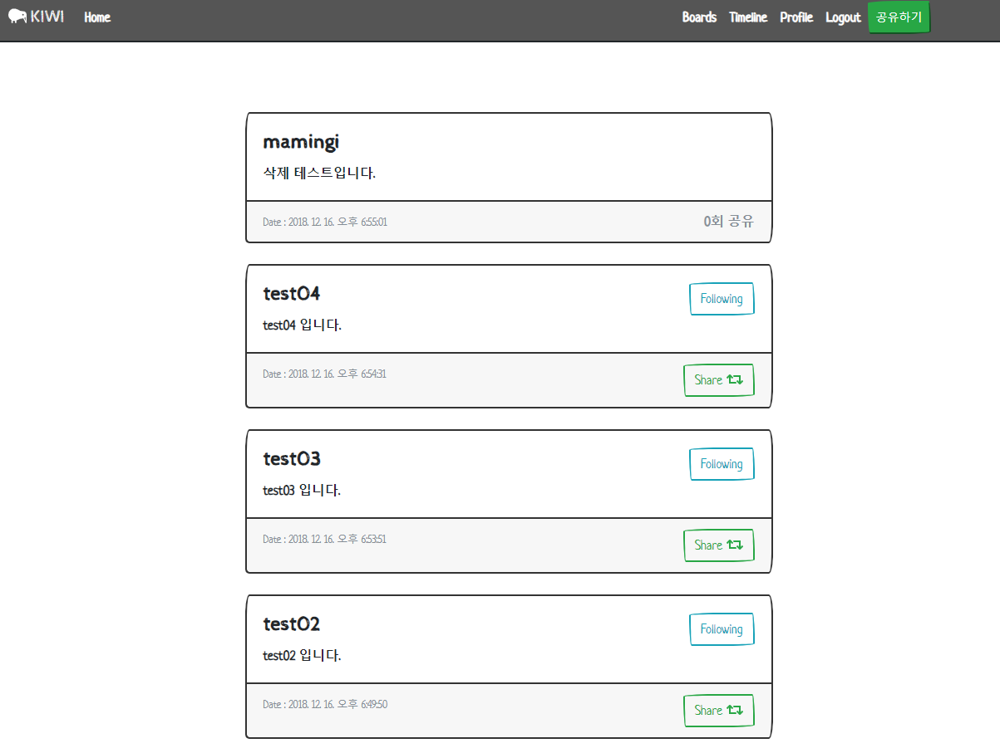 KIWI Home Boards Timeline Profile Logout 공유하기
mamingi
삭제 테스트입니다.
Date : 2018. 12. 16. 오후 6:55:01 0회 공유
test04 Following
test04 입니다.
Date : 2018. 12. 16. 오후 6:54:31 Share
test03 Following
test03 입니다.
Date : 2018. 12. 16. 오후 6:53:51 Share
test02 Following
test02 입니다.
Date : 2018. 12. 16. 오후 6:49:50 Share